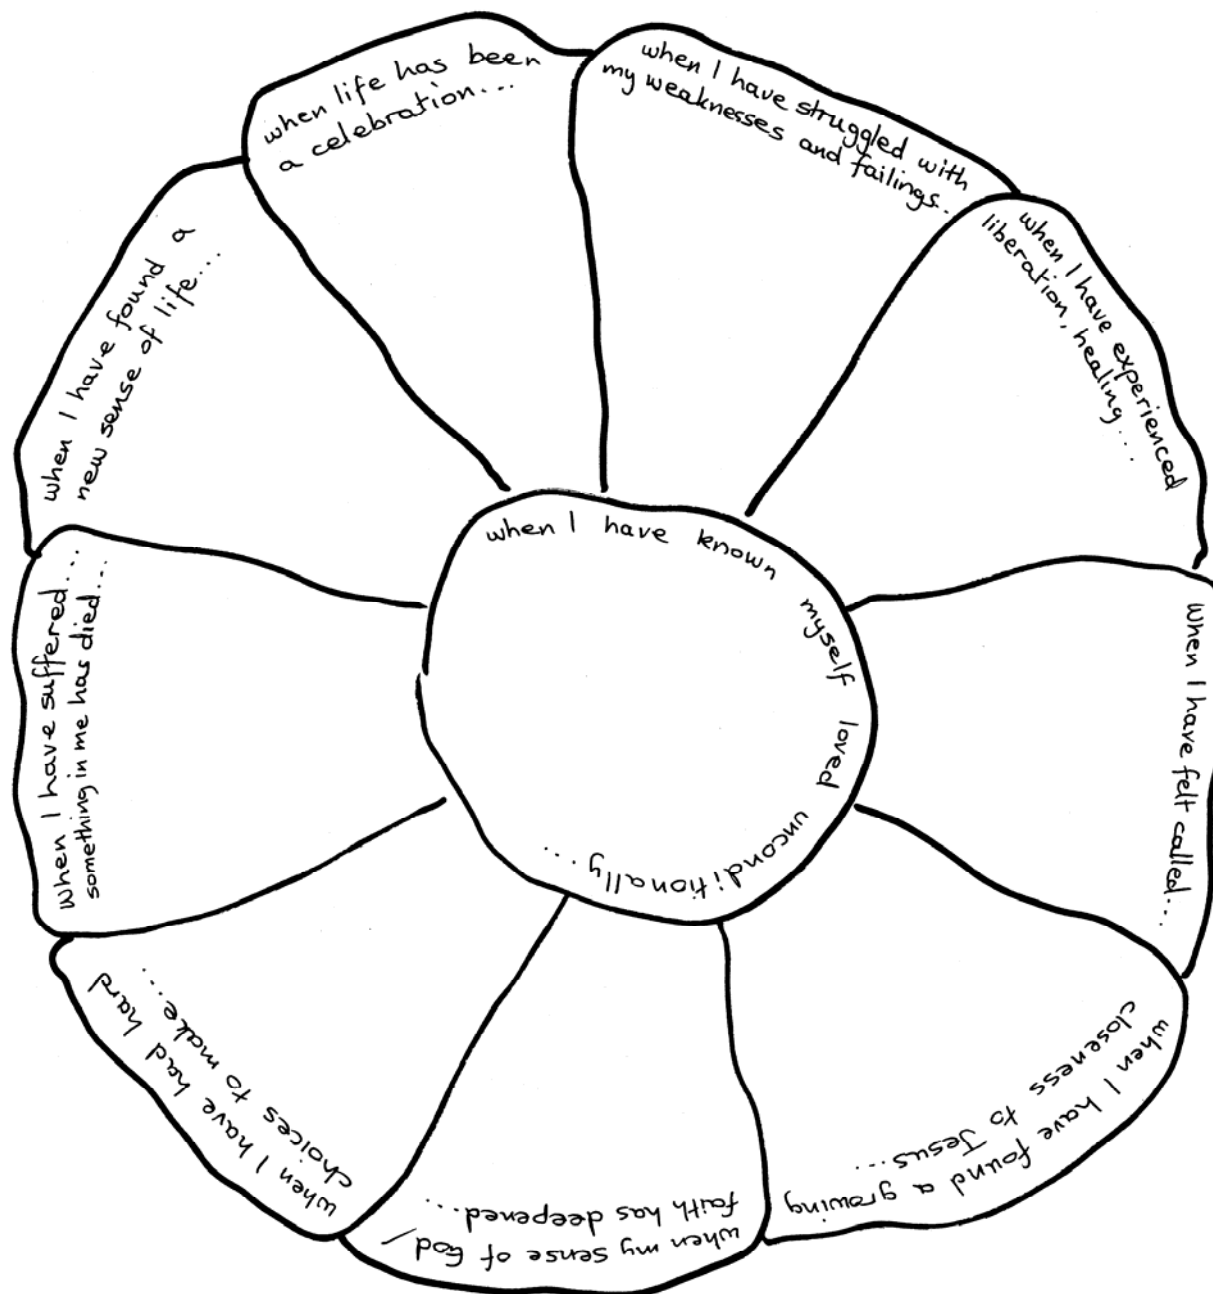 when life has been
a celebration...
when I have struggled with
my weaknesses and failings...
when I have experienced
liberation, healing....
when I have felt called...
when I have found a growing
closeness to Jesus...
when my sense of God/
faith has deepened....
when I have had hard
choices to make....
when I have suffered....
something in me has died....
when I have found a
new sense of life....
when I have known myself loved unconditionally...